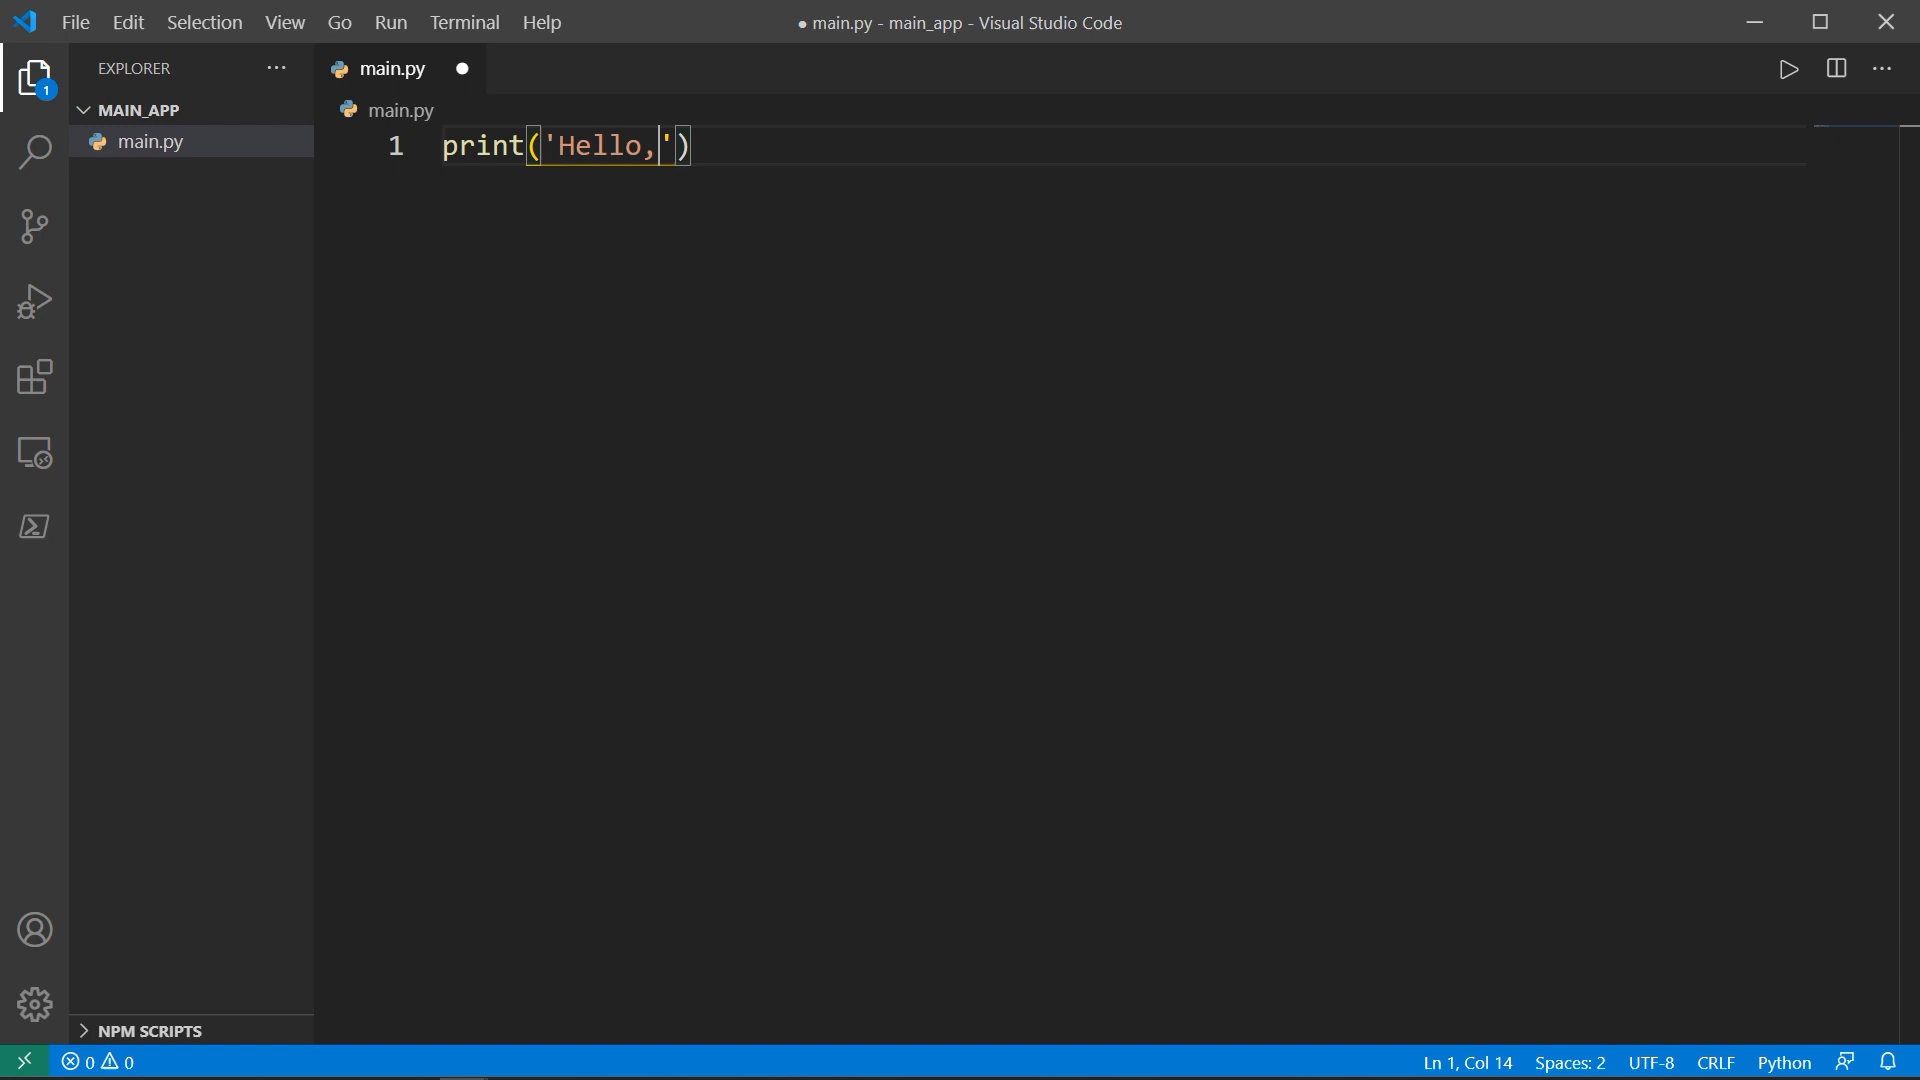 File Edit Selection View Go Run Terminal Help
● main.py - main_app - Visual Studio Code
1
EXPLORER ···
main.py ●
MAIN_APP
main.py
main.py
1 print('Hello,')
NPM SCRIPTS
0 0
Ln 1, Col 14 Spaces: 2 UTF-8 CRLF Python